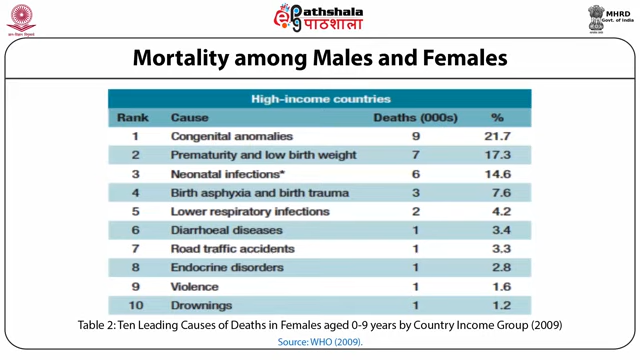 ePathshala
पाठशाला
MHRD
Govt. of India
Mortality among Males and Females
High-income countries
Rank Cause Deaths (000s) %
1 Congenital anomalies 9 21.7
2 Prematurity and low birth weight 7 17.3
3 Neonatal infections* 6 14.6
4 Birth asphyxia and birth trauma 3 7.6
5 Lower respiratory infections 2 4.2
6 Diarrhoeal diseases 1 3.4
7 Road traffic accidents 1 3.3
8 Endocrine disorders 1 2.8
9 Violence 1 1.6
10 Drownings 1 1.2
Table 2: Ten Leading Causes of Deaths in Females aged 0-9 years by Country Income Group (2009)
Source: WHO (2009).